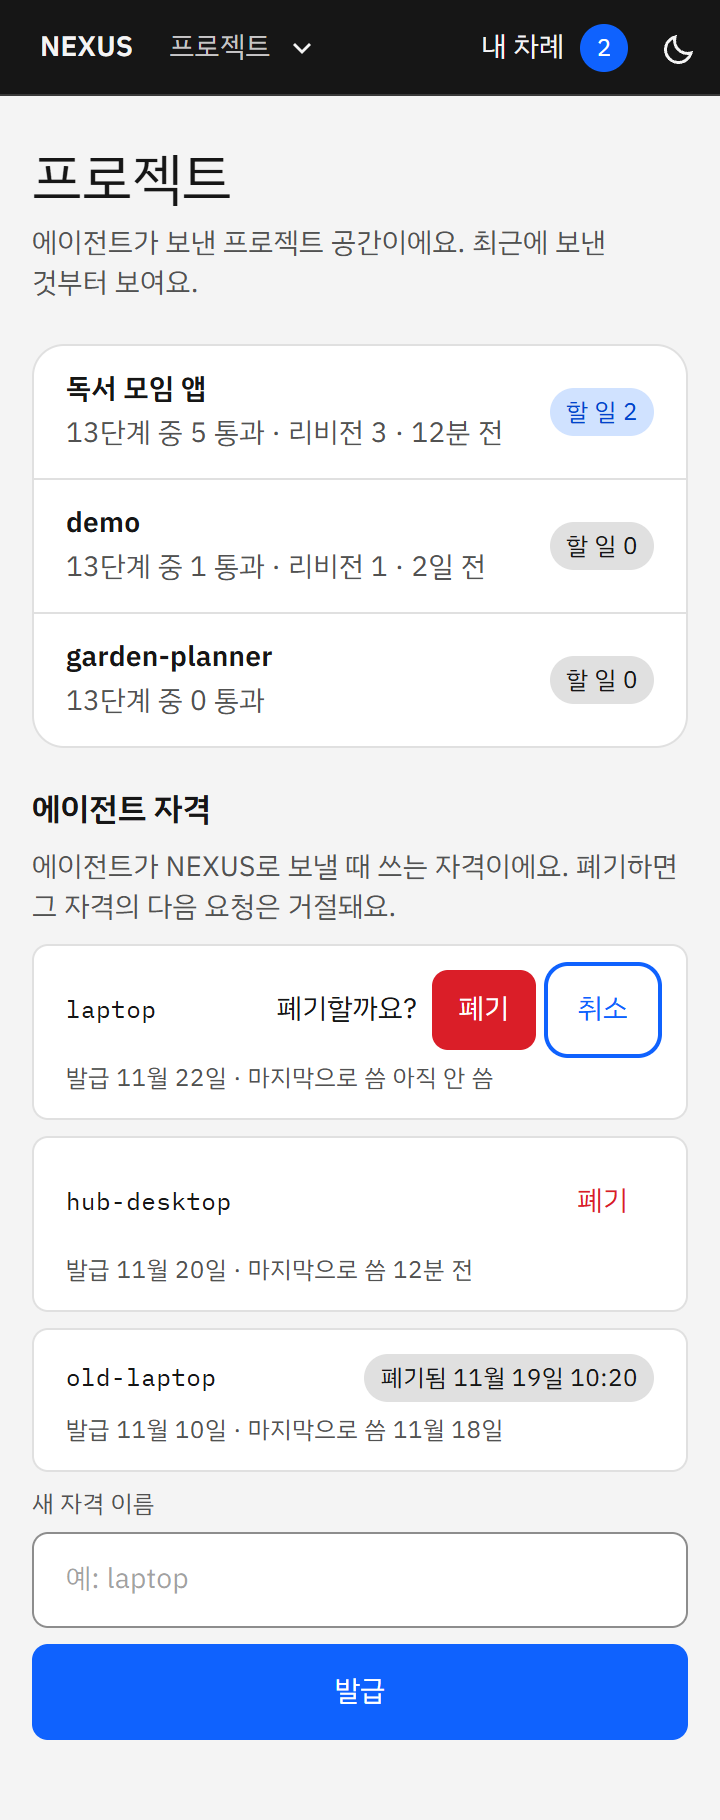 NEXUS 프로젝트 내 차례 2
프로젝트
에이전트가 보낸 프로젝트 공간이에요. 최근에 보낸
것부터 보여요.
독서 모임 앱
13단계 중 5 통과 · 리비전 3 · 12분 전
할 일 2
demo
13단계 중 1 통과 · 리비전 1 · 2일 전
할 일 0
garden-planner
13단계 중 0 통과
할 일 0
에이전트 자격
에이전트가 NEXUS로 보낼 때 쓰는 자격이에요. 폐기하면
그 자격의 다음 요청은 거절돼요.
laptop 폐기할까요? 폐기 취소
발급 11월 22일 · 마지막으로 씀 아직 안 씀
hub-desktop 폐기
발급 11월 20일 · 마지막으로 씀 12분 전
old-laptop 폐기됨 11월 19일 10:20
발급 11월 10일 · 마지막으로 씀 11월 18일
새 자격 이름
예: laptop
발급